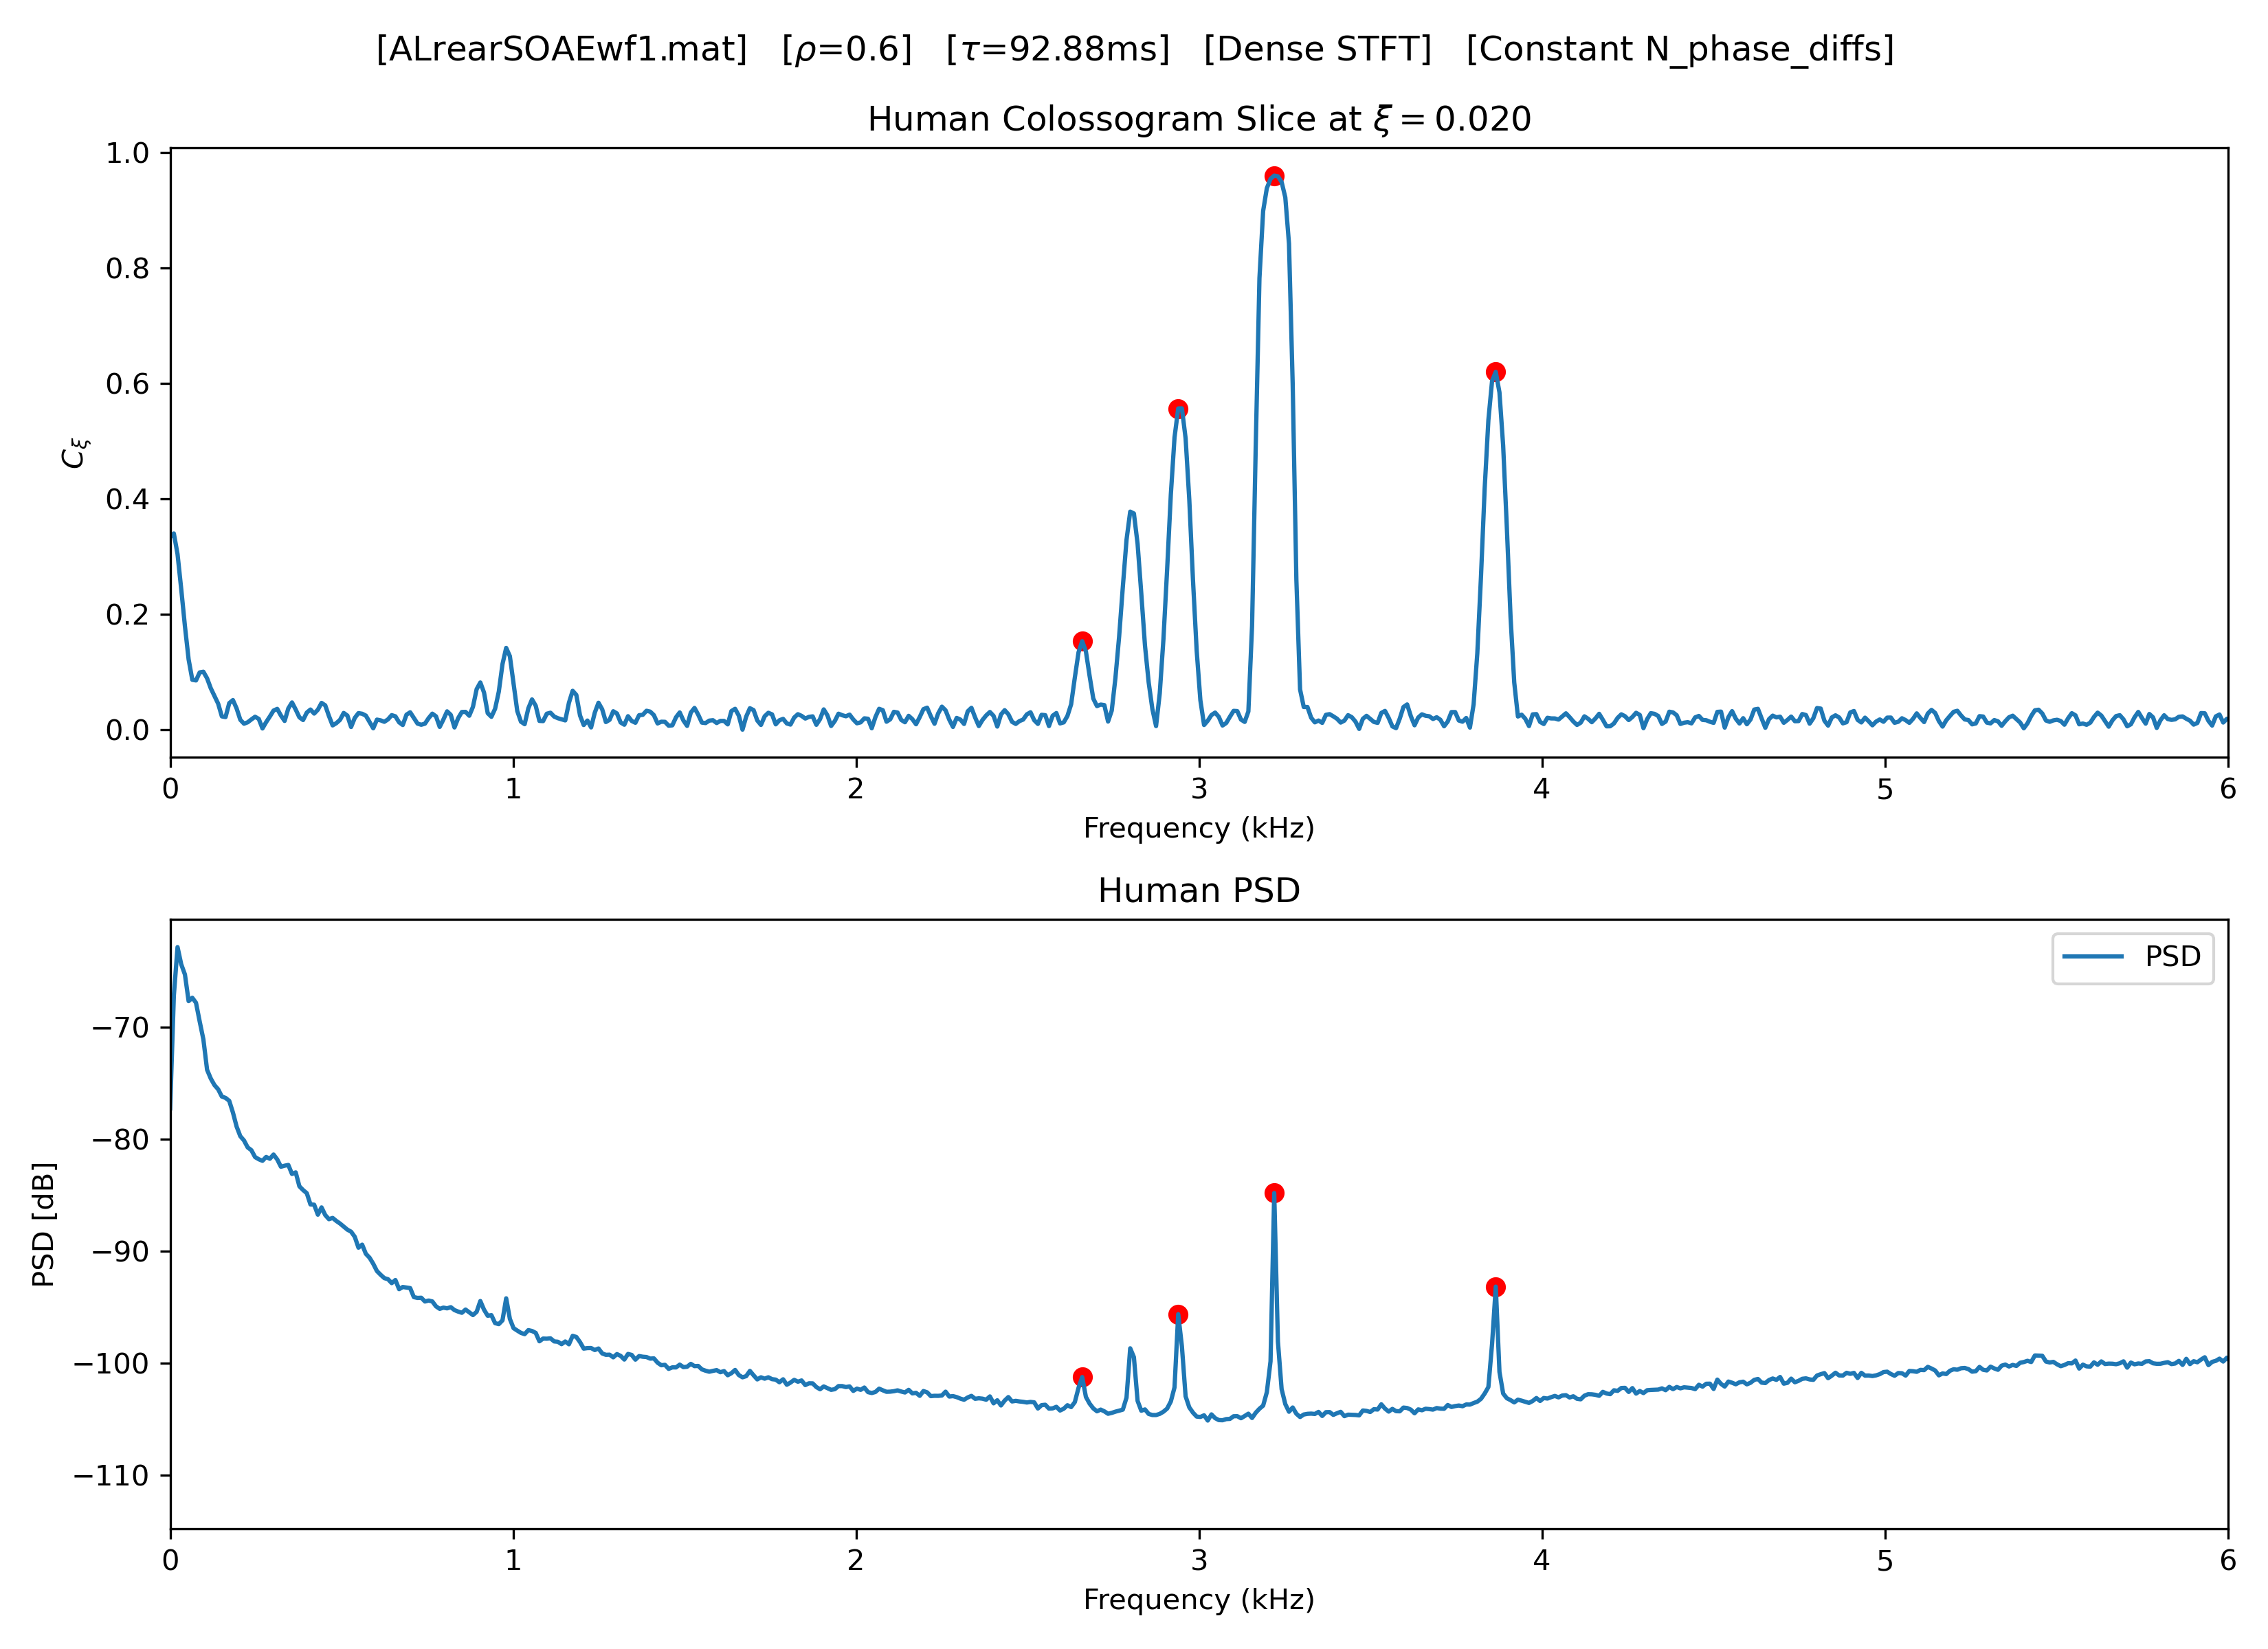 [ALrearSOAEwf1.mat]   [ρ=0.6]   [τ=92.88ms]   [Dense STFT]   [Constant N_phase_diffs]
Human Colossogram Slice at ξ = 0.020
1.0
0.8
0.6
0.4
0.2
0.0
C_ξ
0 1 2 3 4 5 6
Frequency (kHz)
Human PSD
PSD
−70
−80
−90
−100
−110
PSD [dB]
0 1 2 3 4 5 6
Frequency (kHz)